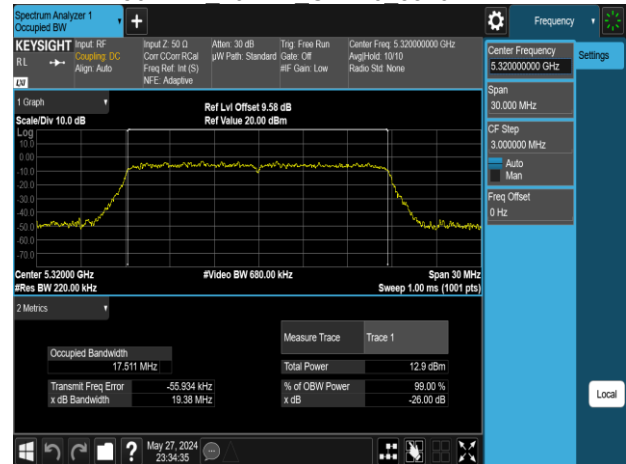 Spectrum Analyzer 1
Occupied BW
Frequency
KEYSIGHT
RL
Input: RF
Coupling: DC
Align: Auto
Input Z: 50 Ω
Corr CCorr RCal
Freq Ref: Int (S)
NFE: Adaptive
Atten: 30 dB
µW Path: Standard
Trig: Free Run
Gate: Off
#IF Gain: Low
Center Freq: 5.320000000 GHz
Avg|Hold: 10/10
Radio Std: None
LXI
Center Frequency
5.320000000 GHz
Settings
Span
30.000 MHz
CF Step
3.000000 MHz
Auto
Man
Freq Offset
0 Hz
Local
1 Graph
Scale/Div 10.0 dB
Ref Lvl Offset 9.58 dB
Ref Value 20.00 dBm
Log
10.0
0.00
-10.0
-20.0
-30.0
-40.0
-50.0
-60.0
-70.0
Center 5.32000 GHz
#Video BW 680.00 kHz
Span 30 MHz
#Res BW 220.00 kHz
Sweep 1.00 ms (1001 pts)
2 Metrics
Measure Trace
Trace 1
Occupied Bandwidth
17.511 MHz
Total Power
12.9 dBm
Transmit Freq Error
-55.934 kHz
% of OBW Power
99.00 %
x dB Bandwidth
19.38 MHz
x dB
-26.00 dB
May 27, 2024
23:34:35